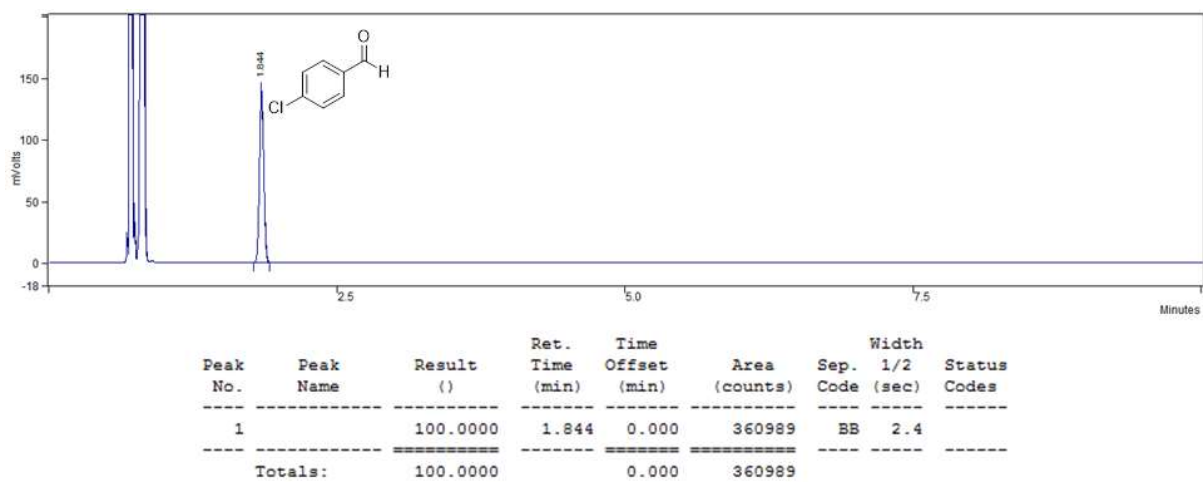 O
H
Cl
1.844
150
100
50
0
-18
mVolts
2.5 5.0 7.5
Minutes
Ret. Time Width
Peak Peak Result Time Offset Area Sep. 1/2 Status
No. Name () (min) (min) (counts) Code (sec) Codes
---- ------------ ---------- ------- ------- ---------- ---- ----- ------
1 100.0000 1.844 0.000 360989 BB 2.4
---- ------------ ========== ------- ======= ========== ---- ----- ------
Totals: 100.0000 0.000 360989